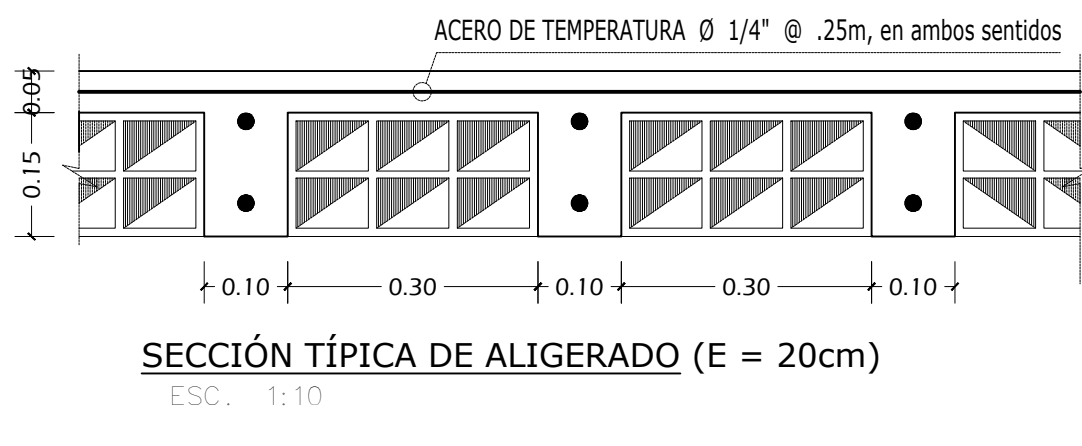 ACERO DE TEMPERATURA Ø 1/4" @ .25m, en ambos sentidos
0.05
0.15
0.10 0.30 0.10 0.30 0.10
SECCIÓN TÍPICA DE ALIGERADO (E = 20cm)
ESC. 1:10